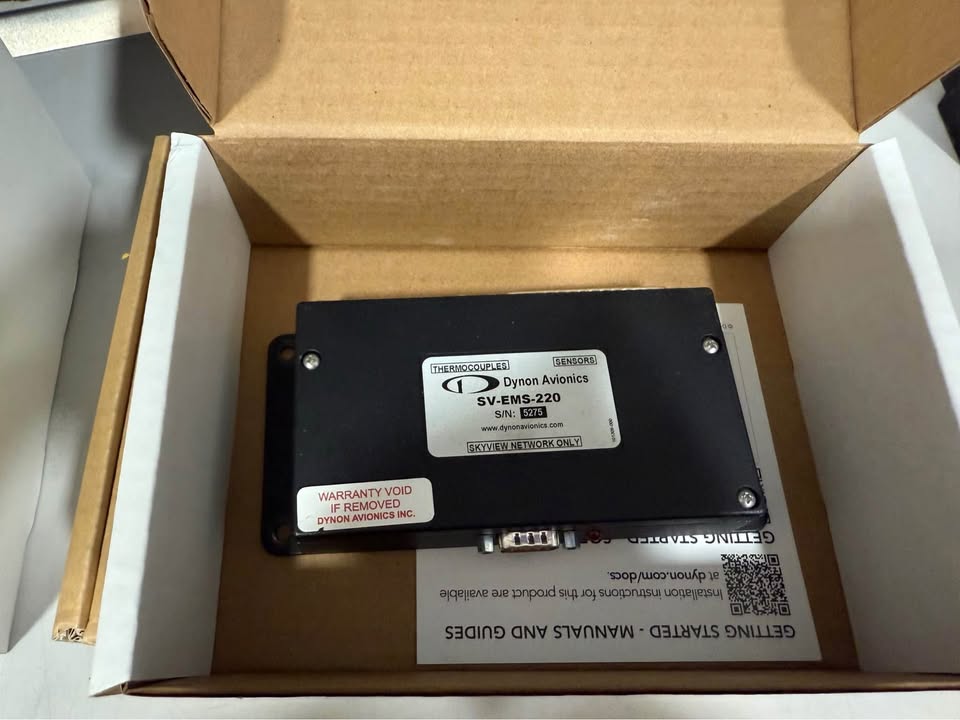 THERMOCOUPLES
SENSORS
Dynon Avionics
SV-EMS-220
S/N: 5275
www.dynonavionics.com
SKYVIEW NETWORK ONLY
WARRANTY VOID
IF REMOVED
DYNON AVIONICS INC.
GETTING STARTED - MANUALS AND GUIDES
Installation instructions for this product are available
at dynon.com/docs.
GETTING STARTED